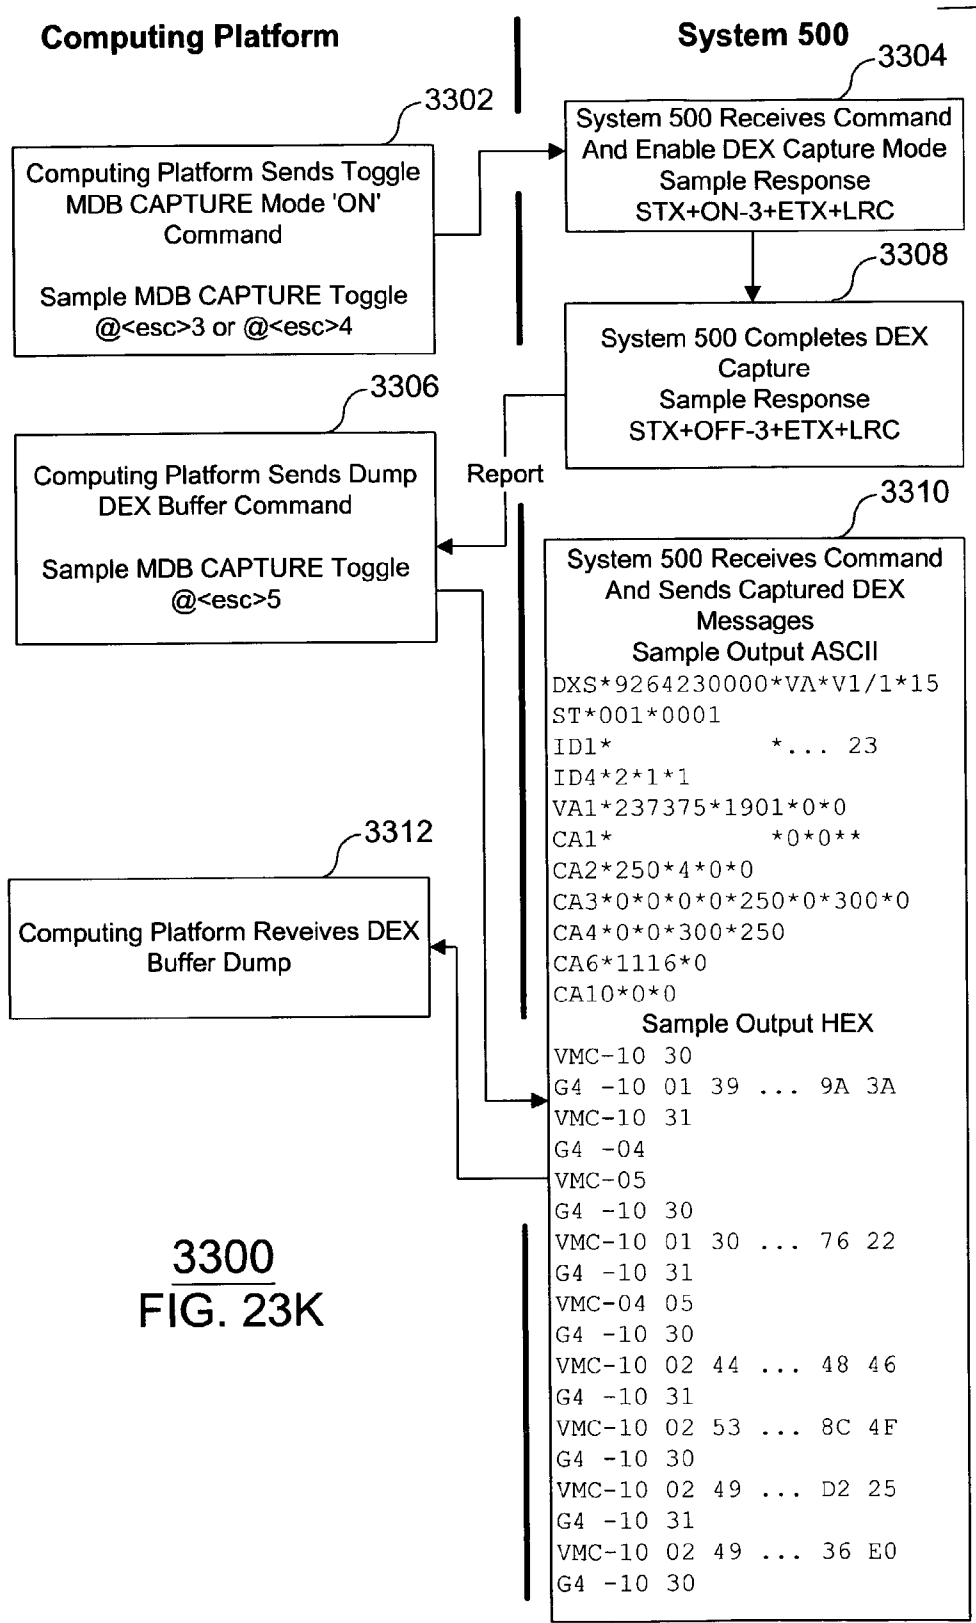 Computing Platform
System 500
3302
Computing Platform Sends Toggle
MDB CAPTURE Mode 'ON'
Command
Sample MDB CAPTURE Toggle
@<esc>3 or @<esc>4
3304
System 500 Receives Command
And Enable DEX Capture Mode
Sample Response
STX+ON-3+ETX+LRC
3308
System 500 Completes DEX
Capture
Sample Response
STX+OFF-3+ETX+LRC
Report
3306
Computing Platform Sends Dump
DEX Buffer Command
Sample MDB CAPTURE Toggle
@<esc>5
3310
System 500 Receives Command
And Sends Captured DEX
Messages
Sample Output ASCII
DXS*9264230000*VA*V1/1*15
ST*001*0001
ID1*          *... 23
ID4*2*1*1
VA1*237375*1901*0*0
CA1*          *0*0**
CA2*250*4*0*0
CA3*0*0*0*0*250*0*300*0
CA4*0*0*300*250
CA6*1116*0
CA10*0*0
Sample Output HEX
VMC-10 30
G4 -10 01 39 ... 9A 3A
VMC-10 31
G4 -04
VMC-05
G4 -10 30
VMC-10 01 30 ... 76 22
G4 -10 31
VMC-04 05
G4 -10 30
VMC-10 02 44 ... 48 46
G4 -10 31
VMC-10 02 53 ... 8C 4F
G4 -10 30
VMC-10 02 49 ... D2 25
G4 -10 31
VMC-10 02 49 ... 36 E0
G4 -10 30
3312
Computing Platform Reveives DEX
Buffer Dump
3300
FIG. 23K